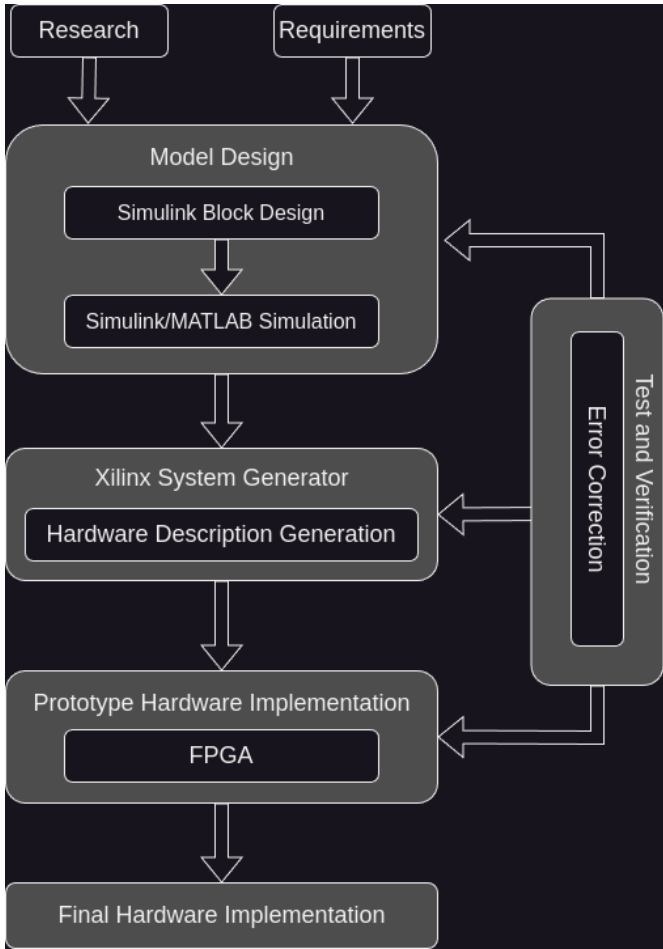 Research
Requirements
Model Design
Simulink Block Design
Simulink/MATLAB Simulation
Xilinx System Generator
Hardware Description Generation
Prototype Hardware Implementation
FPGA
Final Hardware Implementation
Test and Verification
Error Correction